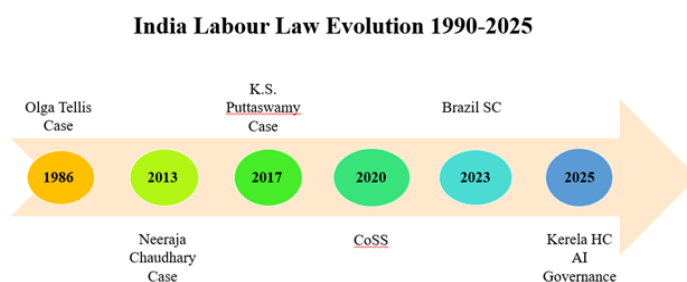 India Labour Law Evolution 1990-2025
Olga Tellis
Case
K.S.
Puttaswamy
Case
Brazil SC
1986
2013
2017
2020
2023
2025
Neeraja
Chaudhary
Case
CoSS
Kerela HC
AI
Governance